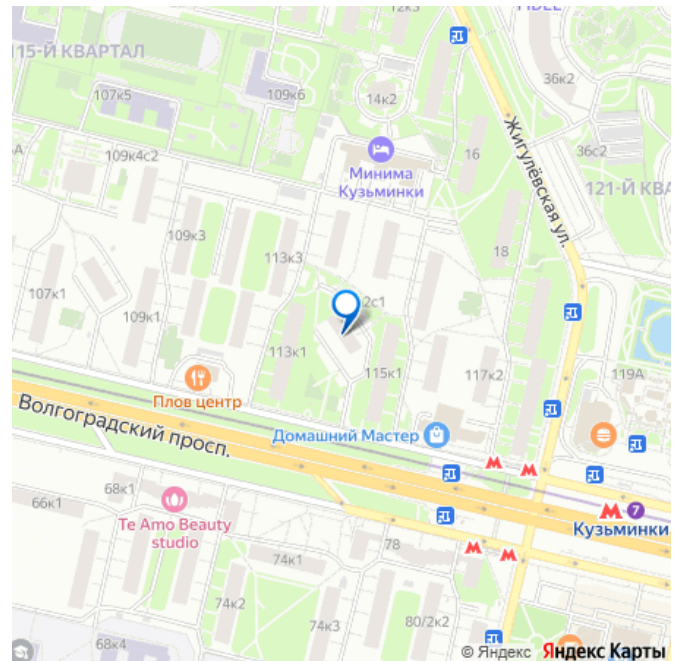 12к3
115-Й КВАРТАЛ
36к2
107к5
109к6
14к2
Жигулёвская ул.
36с2
109к4с2
16
Минима
Кузьминки
121-Й КВА
109к3
113к3
18
107к1
2с1
109к1
113к1
115к1
117к2
119А
Плов центр
Волгоградский просп.
Домашний Мастер
68к1
66к1
7
Te Amo Beauty
studio
Кузьминки
78
74к1
74к2
80/2к2
74к3
68к4
© Яндекс Яндекс Карты